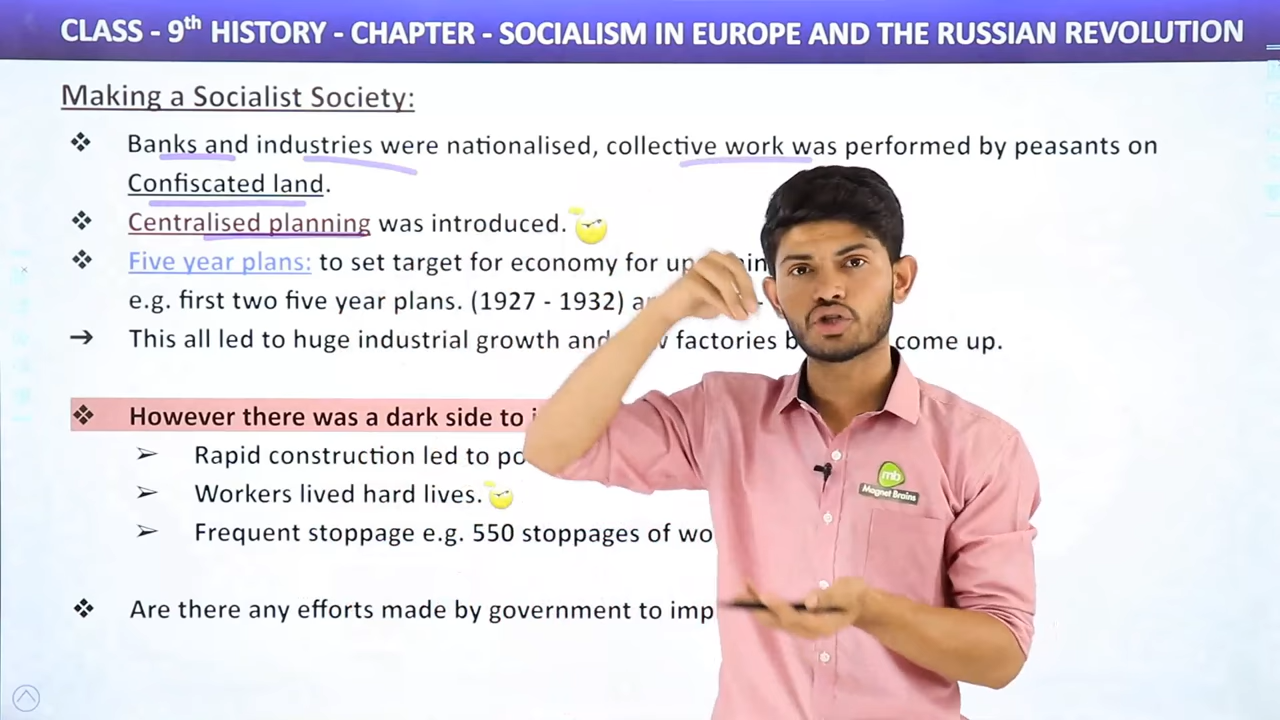 CLASS - 9th HISTORY - CHAPTER - SOCIALISM IN EUROPE AND THE RUSSIAN REVOLUTION
Making a Socialist Society:
❖ Banks and industries were nationalised, collective work was performed by peasants on
Confiscated land.
❖ Centralised planning was introduced.
❖ Five year plans: to set target for economy for
e.g. first two five year plans. (1927 - 1932)
→ This all led to huge industrial growth and factories come up.
❖ However there was a dark side to
➢ Rapid construction led to
➢ Workers lived hard lives.
➢ Frequent stoppage e.g. 550 stoppages of
❖ Are there any efforts made by government to
mb
Magnet Brains